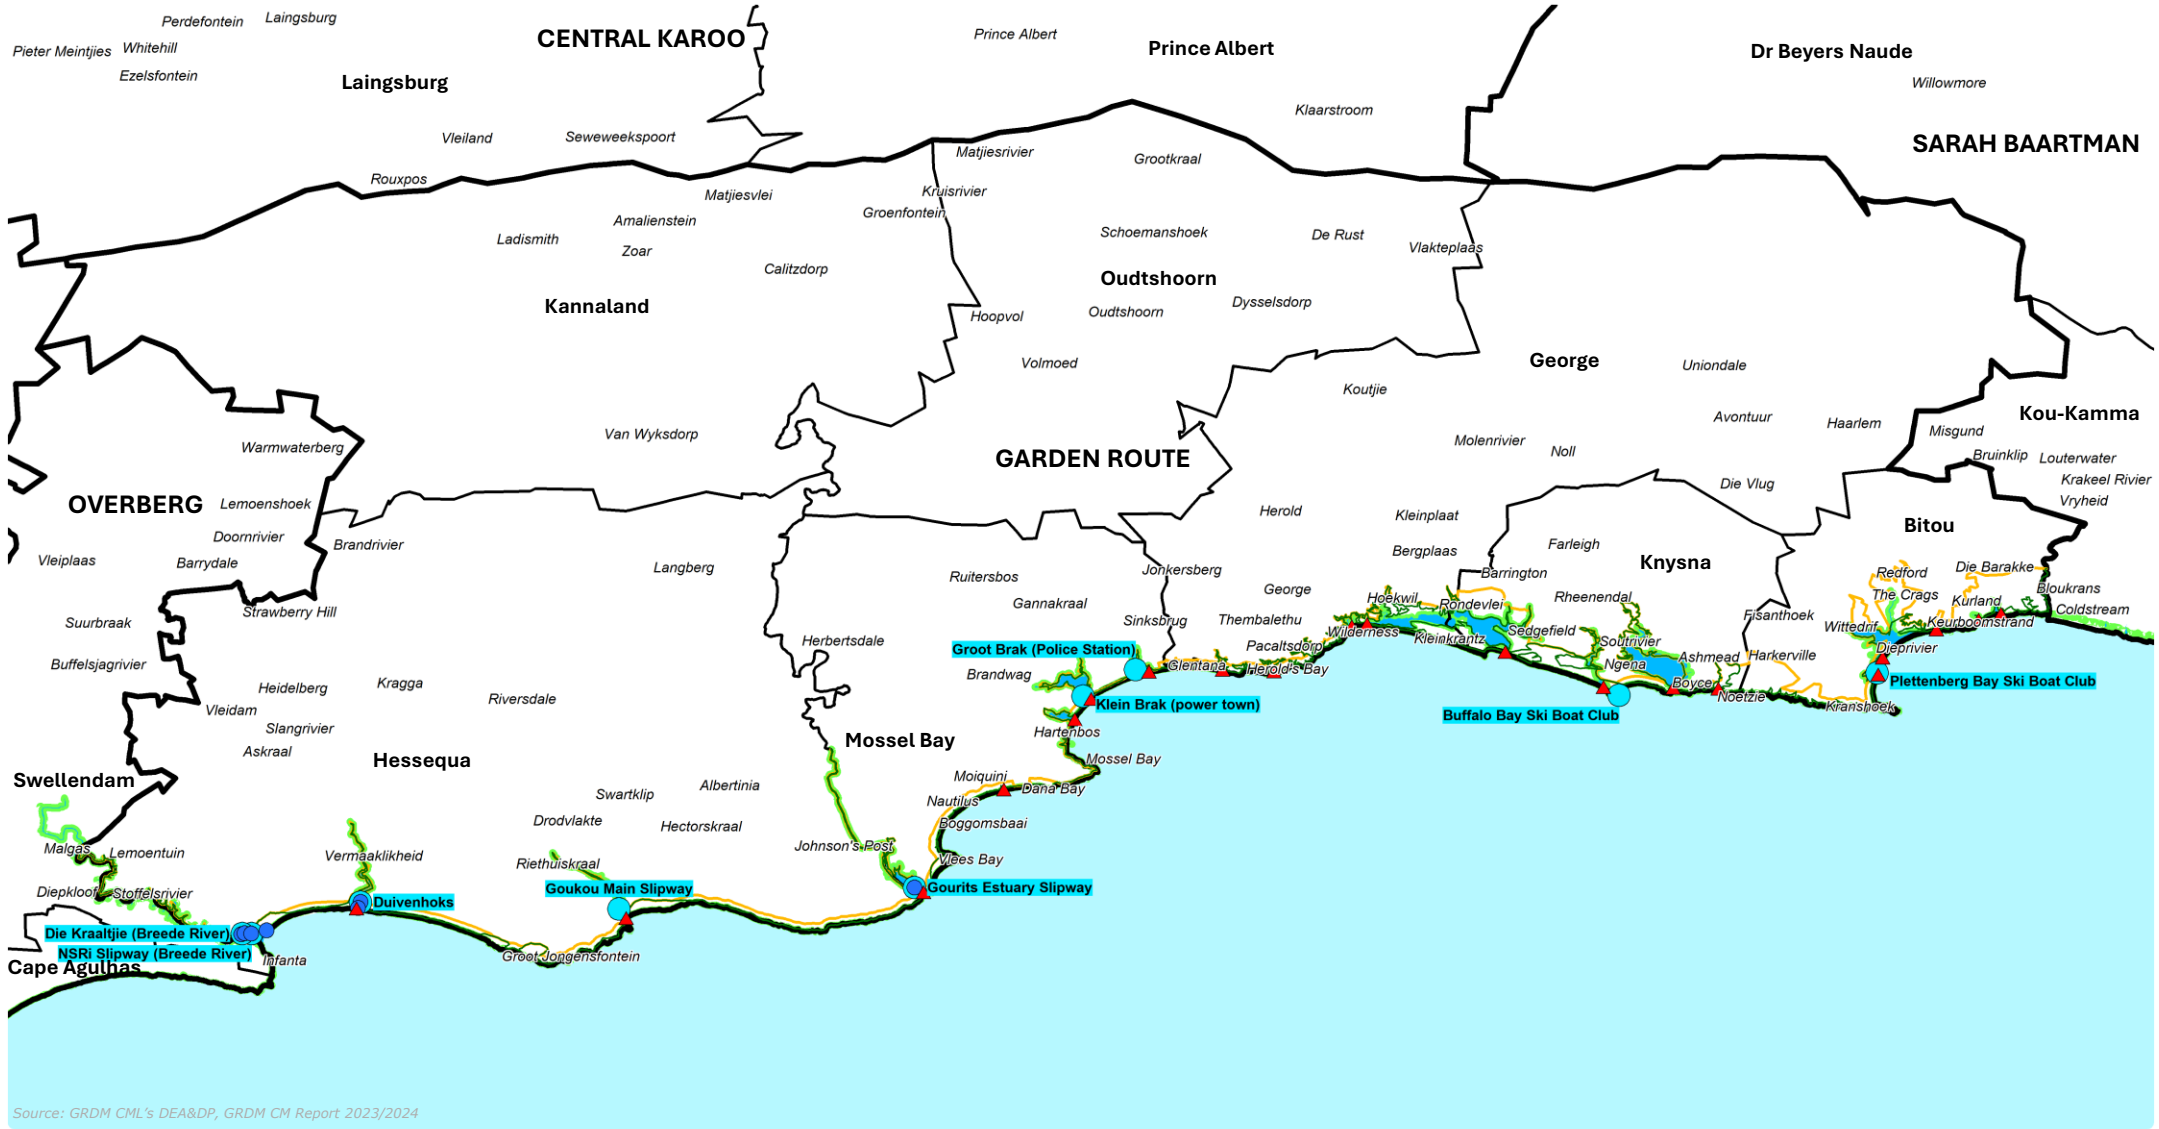 Perdefontein
Laingsburg
Pieter Meintjies
Whitehill
Ezelsfontein
Laingsburg
CENTRAL KAROO
Prince Albert
Prince Albert
Dr Beyers Naude
Willowmore
Klaarstroom
SARAH BAARTMAN
Vleiland
Seweweekspoort
Matjiesrivier
Grootkraal
Rouxpos
Matjiesvlei
Kruisrivier
Groenfontein
Amalienstein
Ladismith
Zoar
Calitzdorp
Schoemanshoek
De Rust
Vlakteplaas
Oudtshoorn
Kannaland
Hoopvol
Oudtshoorn
Dysselsdorp
Volmoed
George
Uniondale
Koutjie
Avontuur
Haarlem
Kou-Kamma
Misgund
Warmwaterberg
Van Wyksdorp
Molenrivier
Noll
GARDEN ROUTE
Bruinklip
Louterwater
Krakeel Rivier
Vryheid
Die Vlug
OVERBERG
Lemoenshoek
Herold
Kleinplaat
Bitou
Doornrivier
Brandrivier
Vleiplaas
Barrydale
Langberg
Bergplaas
Farleigh
Knysna
Ruitersbos
Jonkersberg
Barrington
Redford
Die Barakke
Gannakraal
George
Hoekwil
Rondevlei
Rheenendal
The Crags
Kurland
Bloukrans
Coldstream
Strawberry Hill
Suurbraak
Sinksbrug
Thembalethu
Wilderness
Kleinkrantz
Sedgefield
Fisanthoek
Wittedrif
Keurboomstrand
Herbertsdale
Groot Brak (Police Station)
Pacaltsdorp
Soutrivier
Dieprivier
Buffelsjagrivier
Brandwag
Glentana
Herold's Bay
Ngena
Ashmead
Harkerville
Heidelberg
Kragga
Riversdale
Boyce
Noetzie
Plettenberg Bay Ski Boat Club
Vleidam
Klein Brak (power town)
Buffalo Bay Ski Boat Club
Kranshoek
Slangrivier
Askraal
Hessequa
Mossel Bay
Hartenbos
Mossel Bay
Swellendam
Swartklip
Albertinia
Moiquini
Dana Bay
Nautilus
Drodvlakte
Hectorskraal
Boggomsbaai
Malgas
Lemoentuin
Vermaaklikheid
Riethuiskraal
Johnson's Post
Vlees Bay
Diepkloof
Stoffelsrivier
Duivenhoks
Goukou Main Slipway
Gourits Estuary Slipway
Die Kraaltjie (Breede River)
NSRi Slipway (Breede River)
Cape Agulhas
Infanta
Groot Jongensfontein
Source: GRDM CML's DEA&DP, GRDM CM Report 2023/2024